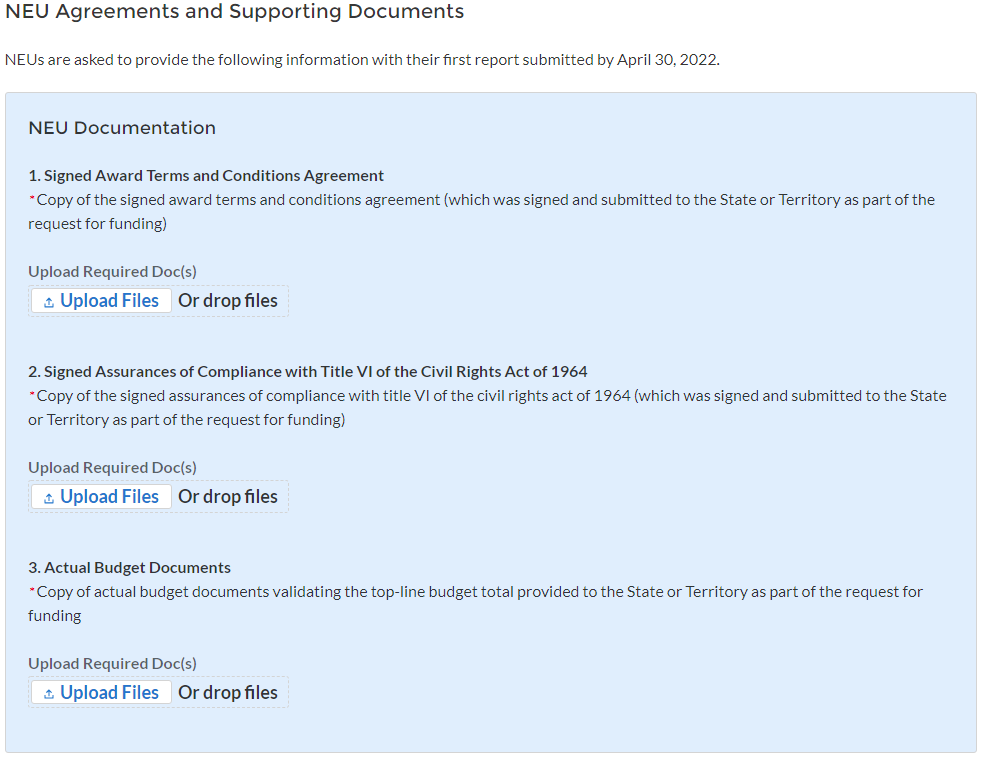 NEU Agreements and Supporting Documents
NEUs are asked to provide the following information with their first report submitted by April 30, 2022.
NEU Documentation
1. Signed Award Terms and Conditions Agreement
*Copy of the signed award terms and conditions agreement (which was signed and submitted to the State or Territory as part of the
request for funding)
Upload Required Doc(s)
Upload Files Or drop files
2. Signed Assurances of Compliance with Title VI of the Civil Rights Act of 1964
*Copy of the signed assurances of compliance with title VI of the civil rights act of 1964 (which was signed and submitted to the State
or Territory as part of the request for funding)
Upload Required Doc(s)
Upload Files Or drop files
3. Actual Budget Documents
*Copy of actual budget documents validating the top-line budget total provided to the State or Territory as part of the request for
funding
Upload Required Doc(s)
Upload Files Or drop files